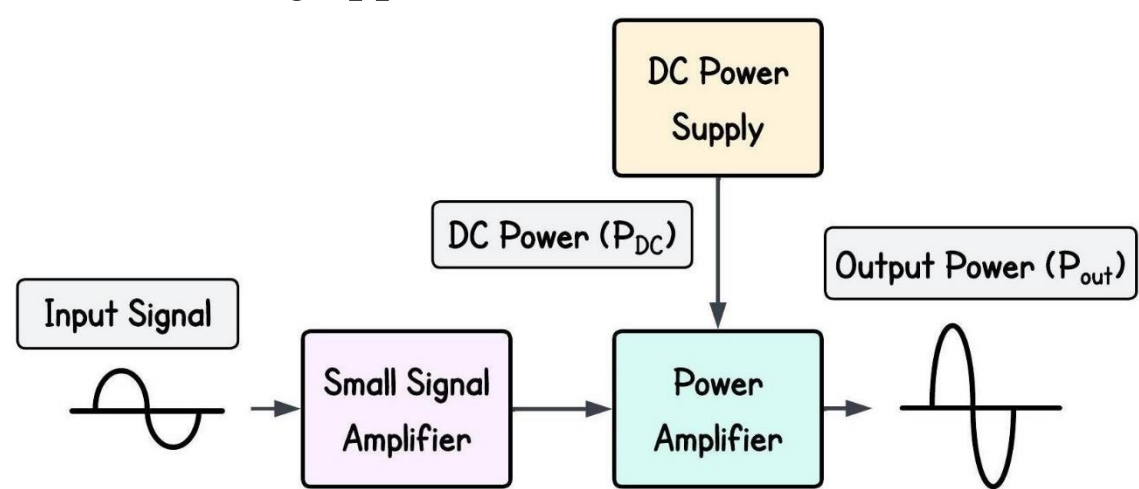 DC Power
Supply
DC Power (P_DC)
Output Power (P_out)
Input Signal
Small Signal
Amplifier
Power
Amplifier